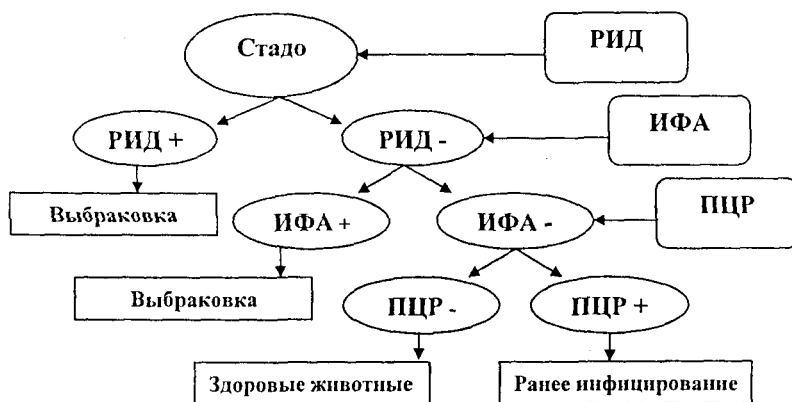 Стадо
РИД
РИД +
РИД -
ИФА
Выбраковка
ИФА +
ИФА -
ПЦР
Выбраковка
ПЦР -
ПЦР +
Здоровые животные
Ранее инфицирование